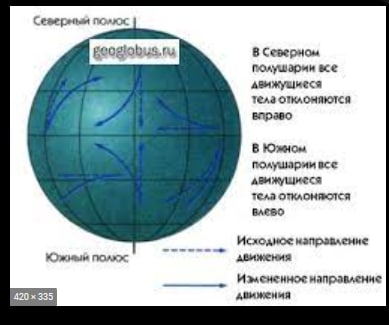 Северный полюс
geoglobus.ru
В Северном
полушарии все
движущиеся
тела отклоняются
вправо
В Южном
полушарии все
движущиеся
тела отклоняются
влево
Южный полюс
Исходное направление
движения
Измененное направление
движения
420 × 335